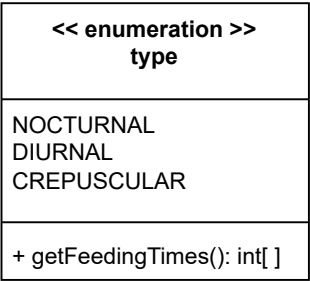 << enumeration >>
type
NOCTURNAL
DIURNAL
CREPUSCULAR
+ getFeedingTimes(): int[ ]